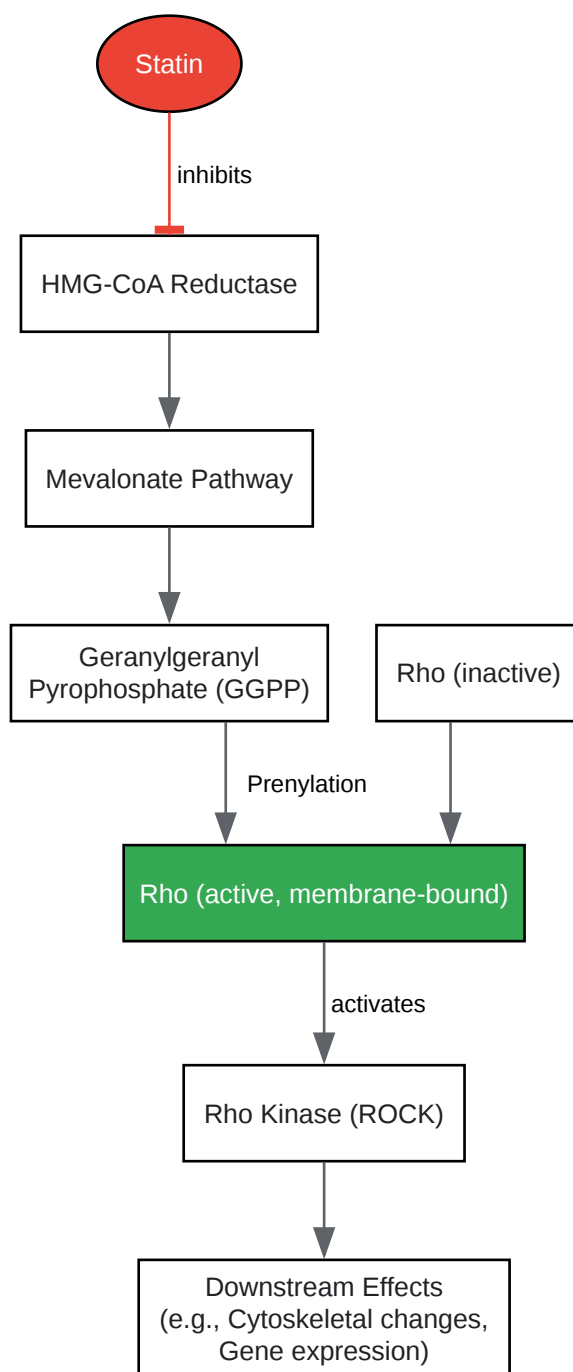 Statin
inhibits
HMG-CoA Reductase
Mevalonate Pathway
Geranylgeranyl
Pyrophosphate (GGPP)
Rho (inactive)
Prenylation
Rho (active, membrane-bound)
activates
Rho Kinase (ROCK)
Downstream Effects
(e.g., Cytoskeletal changes,
Gene expression)